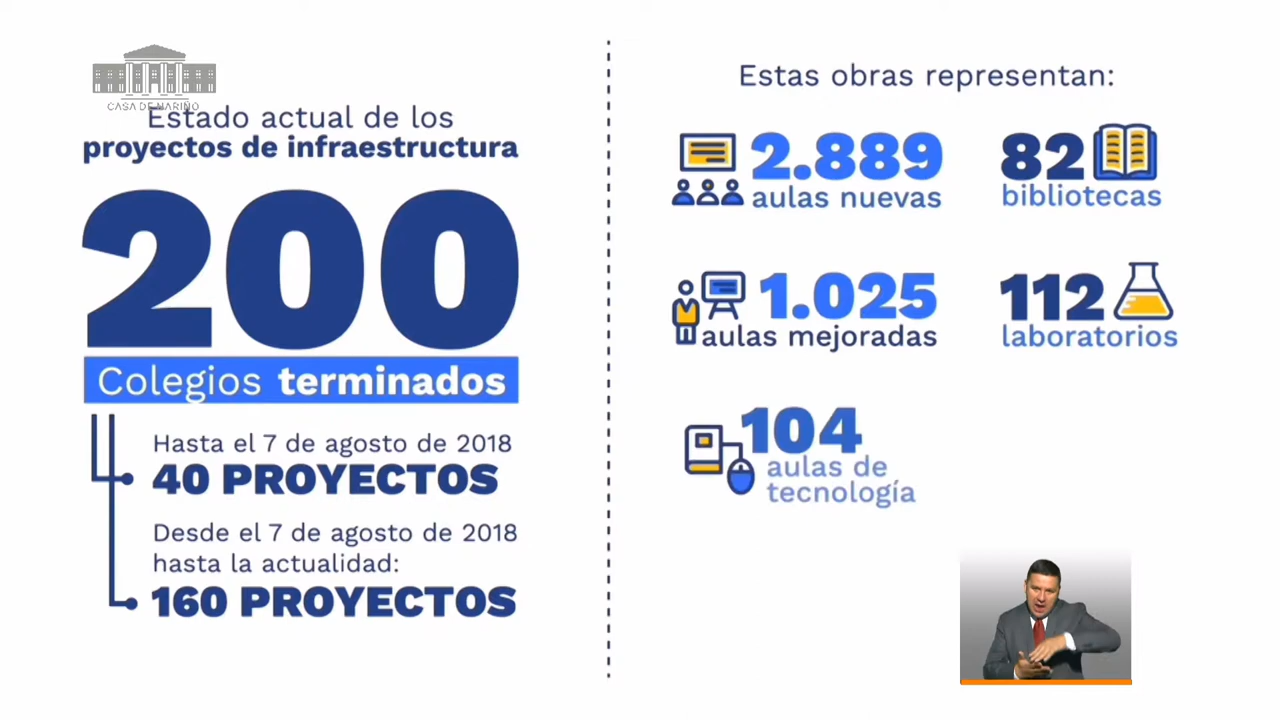 CASA DE NARIÑO
Estado actual de los
proyectos de infraestructura
200
Colegios terminados
Hasta el 7 de agosto de 2018
40 PROYECTOS
Desde el 7 de agosto de 2018
hasta la actualidad:
160 PROYECTOS
Estas obras representan:
2.889
aulas nuevas
82
bibliotecas
1.025
aulas mejoradas
112
laboratorios
104
aulas de
tecnología